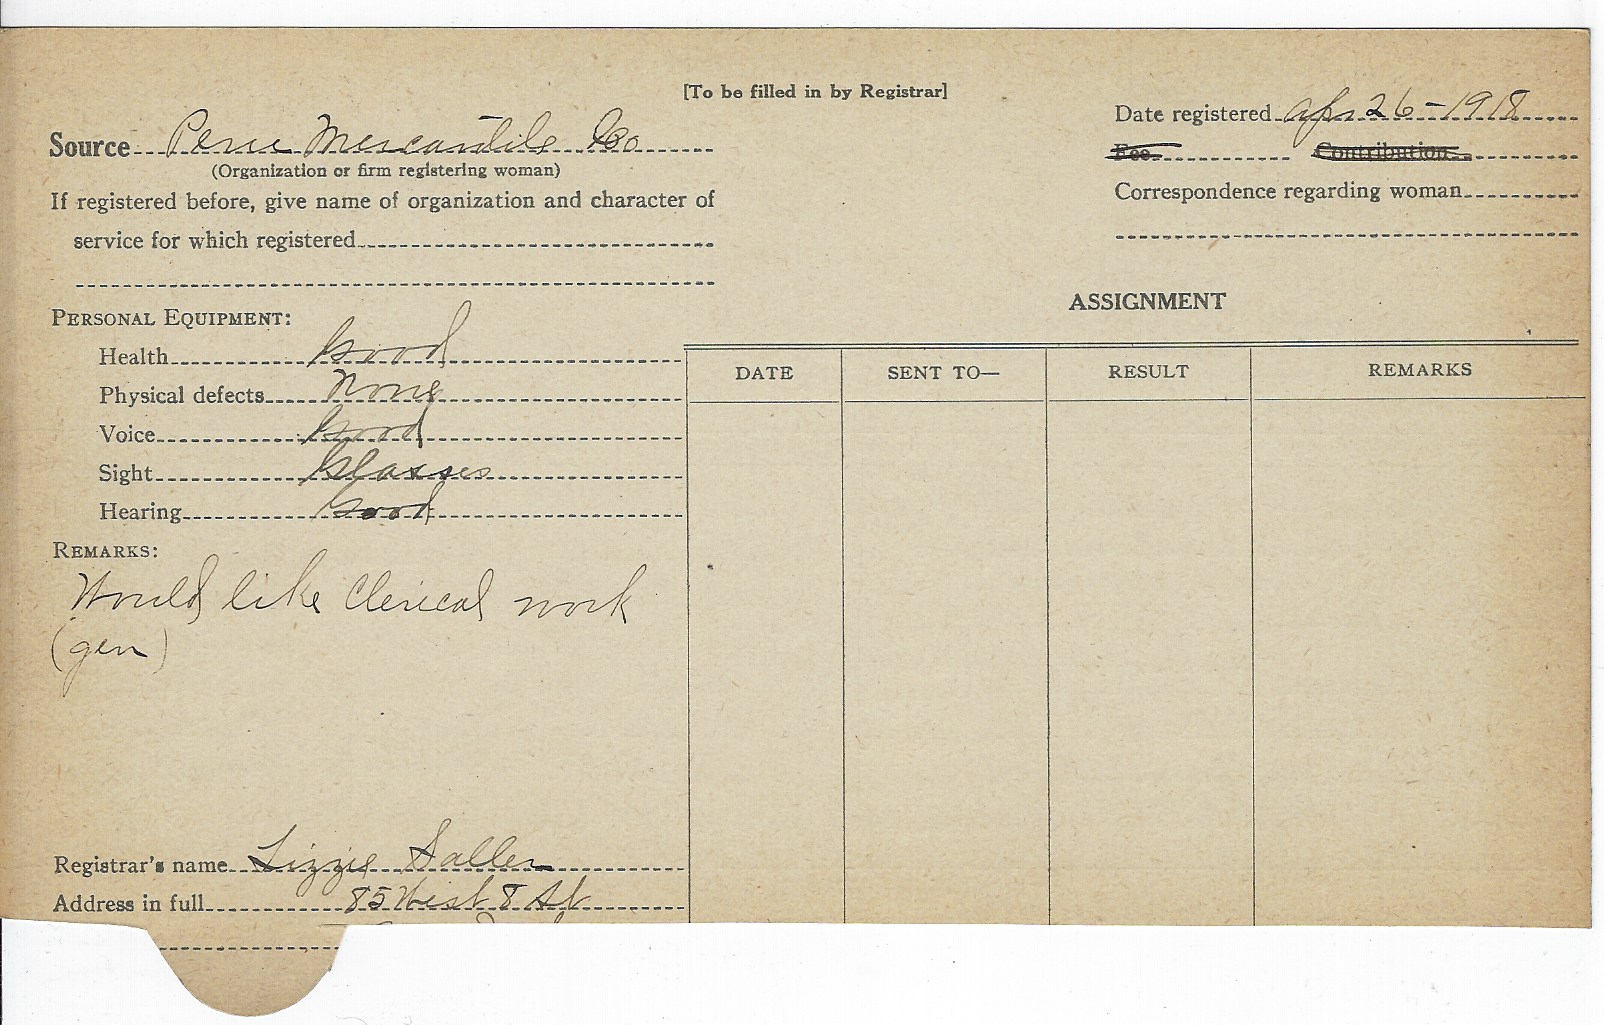 [To be filled in by Registrar]
Source Peru Mercantile Co
(Organization or firm registering woman)
If registered before, give name of organization and character of
service for which registered
Date registered Apr 26-1918
Fee Contribution
Correspondence regarding woman
PERSONAL EQUIPMENT:
Health Good
Physical defects None
Voice Good
Sight Glasses
Hearing Good
REMARKS:
Would like Clerical work
(gen)
Registrar's name Lizzie Saller
Address in full 85 West 8 St
ASSIGNMENT
DATE SENT TO— RESULT REMARKS